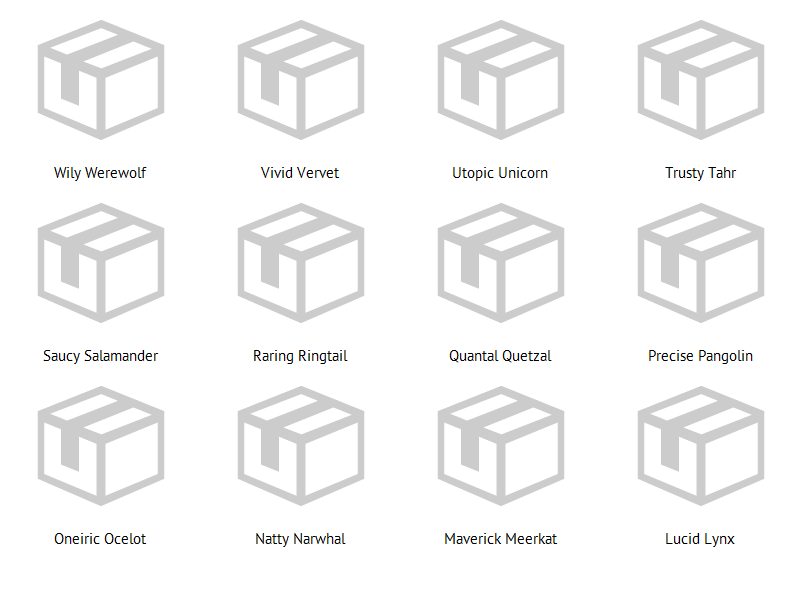 Wily Werewolf
Vivid Vervet
Utopic Unicorn
Trusty Tahr
Saucy Salamander
Raring Ringtail
Quantal Quetzal
Precise Pangolin
Oneiric Ocelot
Natty Narwhal
Maverick Meerkat
Lucid Lynx